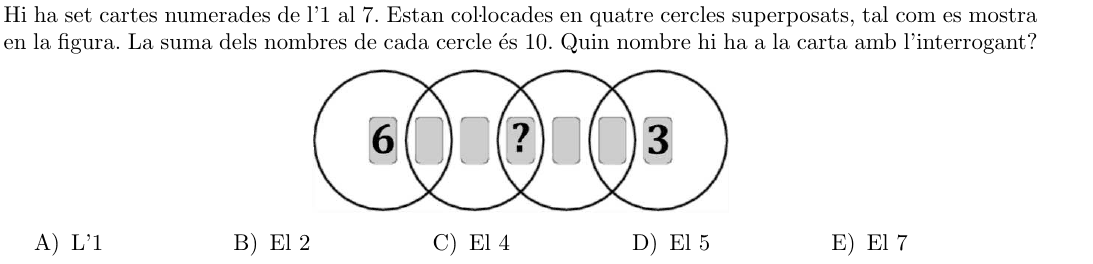 Hi ha set cartes numerades de l’1 al 7. Estan col·locades en quatre cercles superposats, tal com es mostra
en la figura. La suma dels nombres de cada cercle és 10. Quin nombre hi ha a la carta amb l’interrogant?
6 ? 3
A) L’1 B) El 2 C) El 4 D) El 5 E) El 7